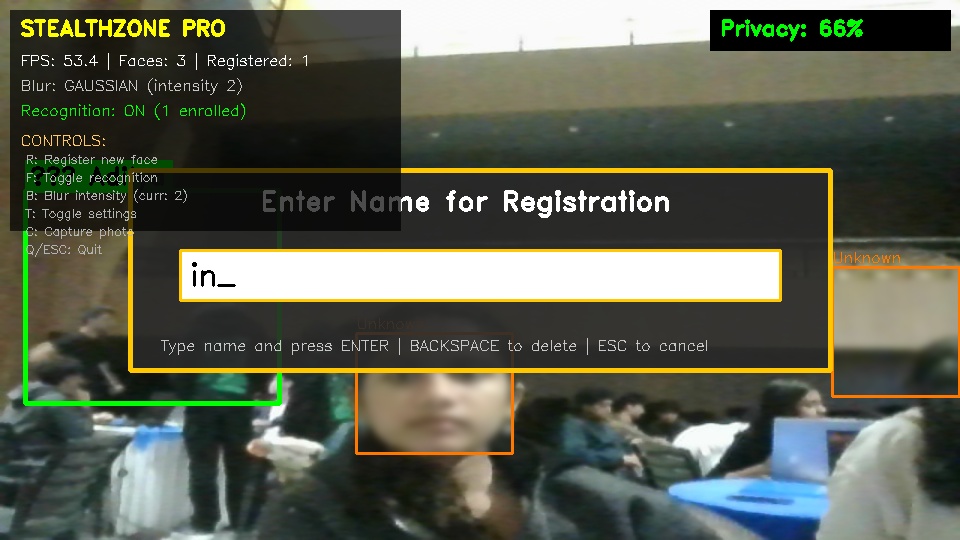 STEALTHZONE PRO
Privacy: 66%
FPS: 53.4 | Faces: 3 | Registered: 1
Blur: GAUSSIAN (intensity 2)
Recognition: ON (1 enrolled)
CONTROLS:
R: Register new face
F: Toggle recognition
B: Blur intensity (curr: 2)
T: Toggle settings
C: Capture photo
Q/ESC: Quit
Enter Name for Registration
in_
Unknown
Type name and press ENTER | BACKSPACE to delete | ESC to cancel